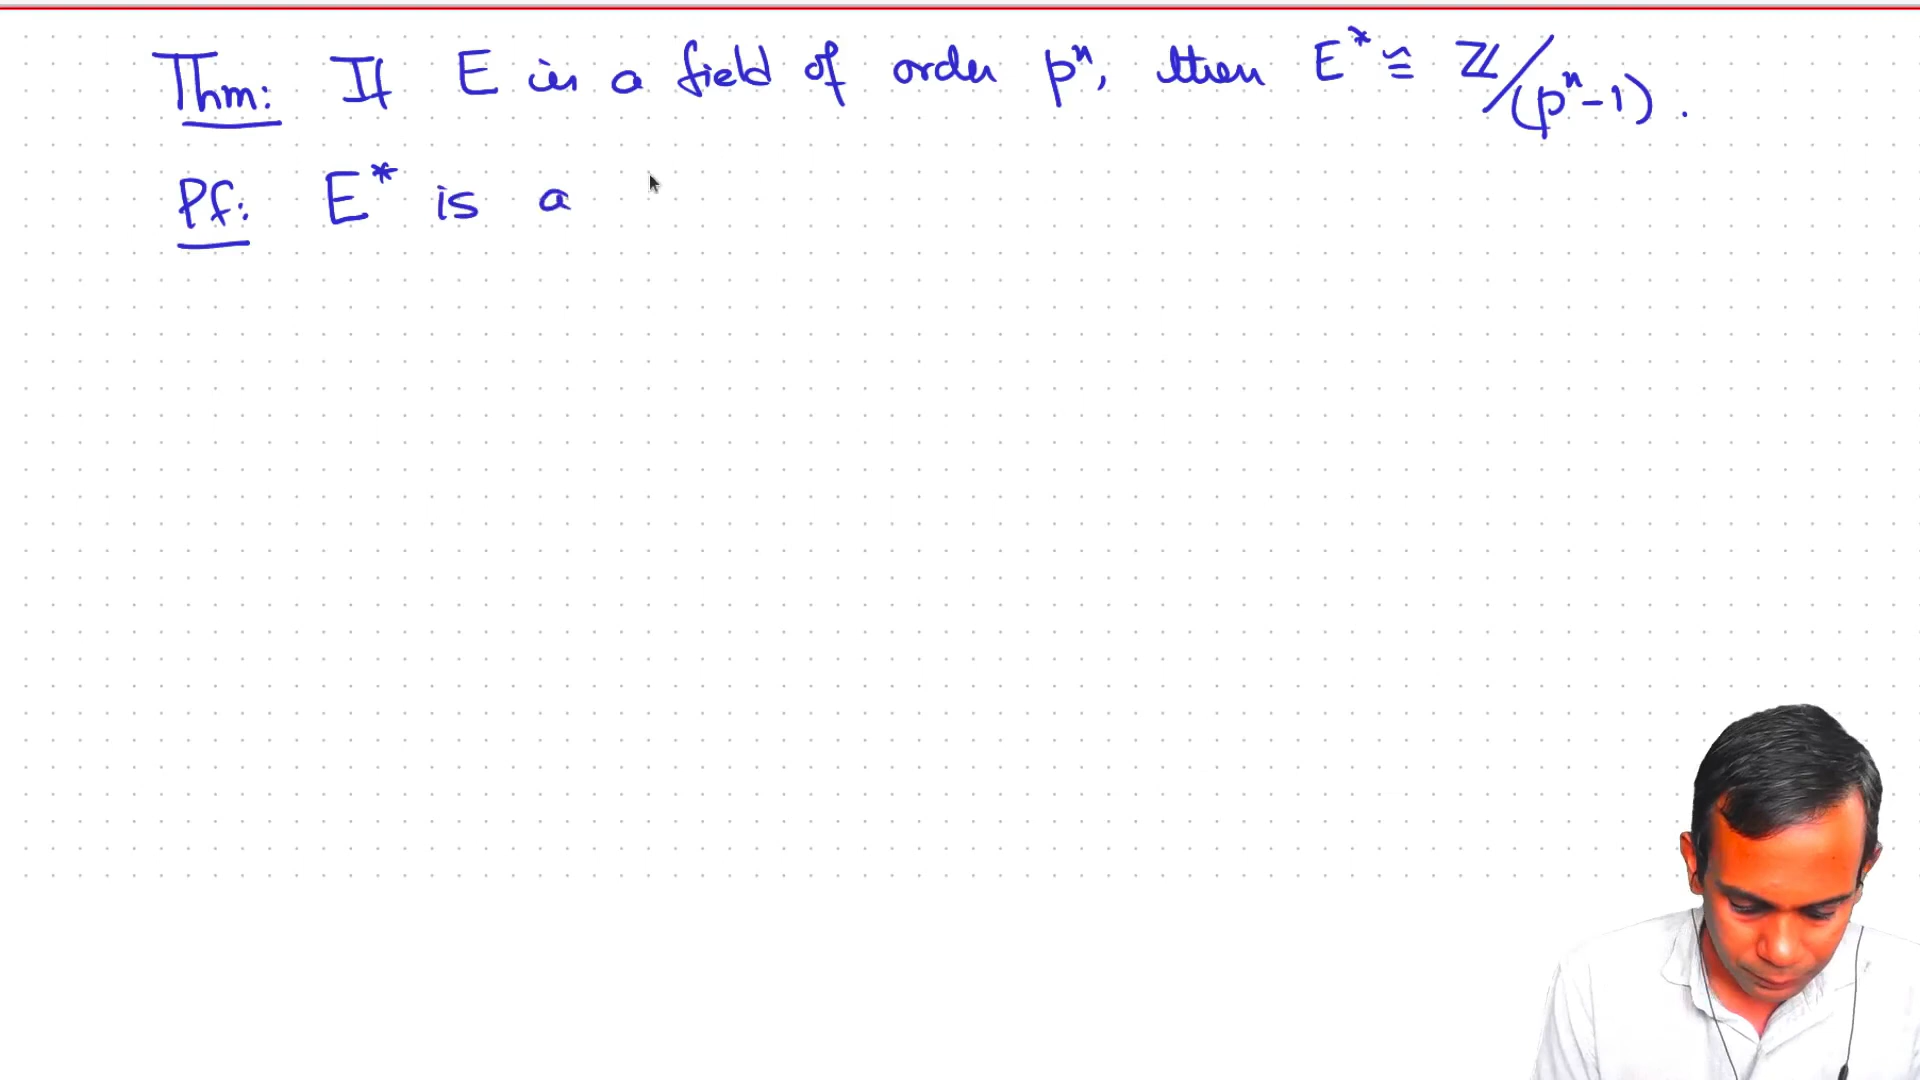 Thm: If E is a field of order pⁿ, then E* ≅ ℤ/(pⁿ-1).
Pf: E* is a